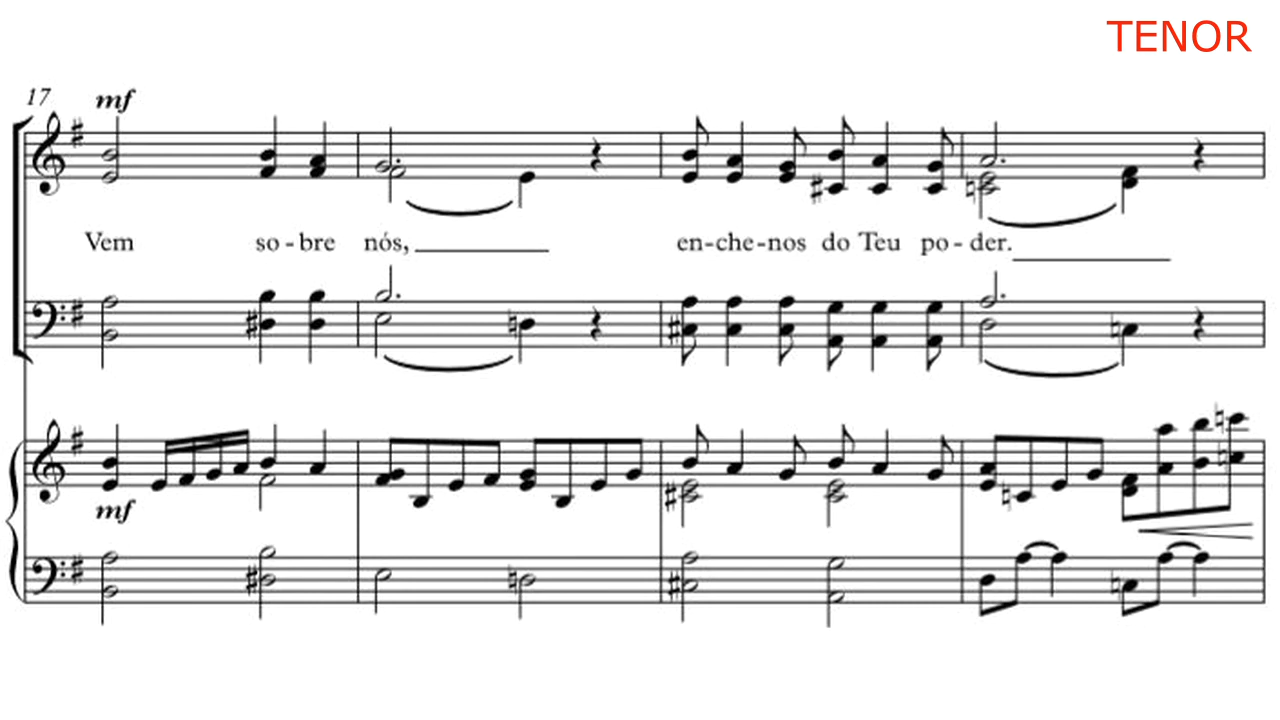 TENOR
17 mf
Vem so - bre nós, en-che-nos do Teu po - der.
mf